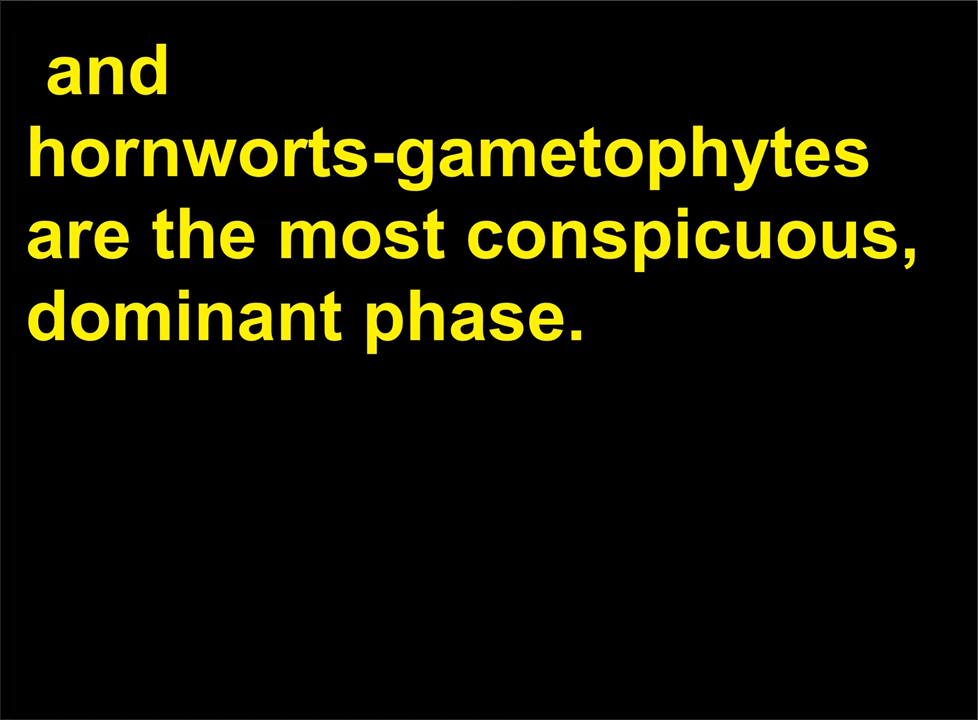 and
hornworts-gametophytes
are the most conspicuous,
dominant phase.